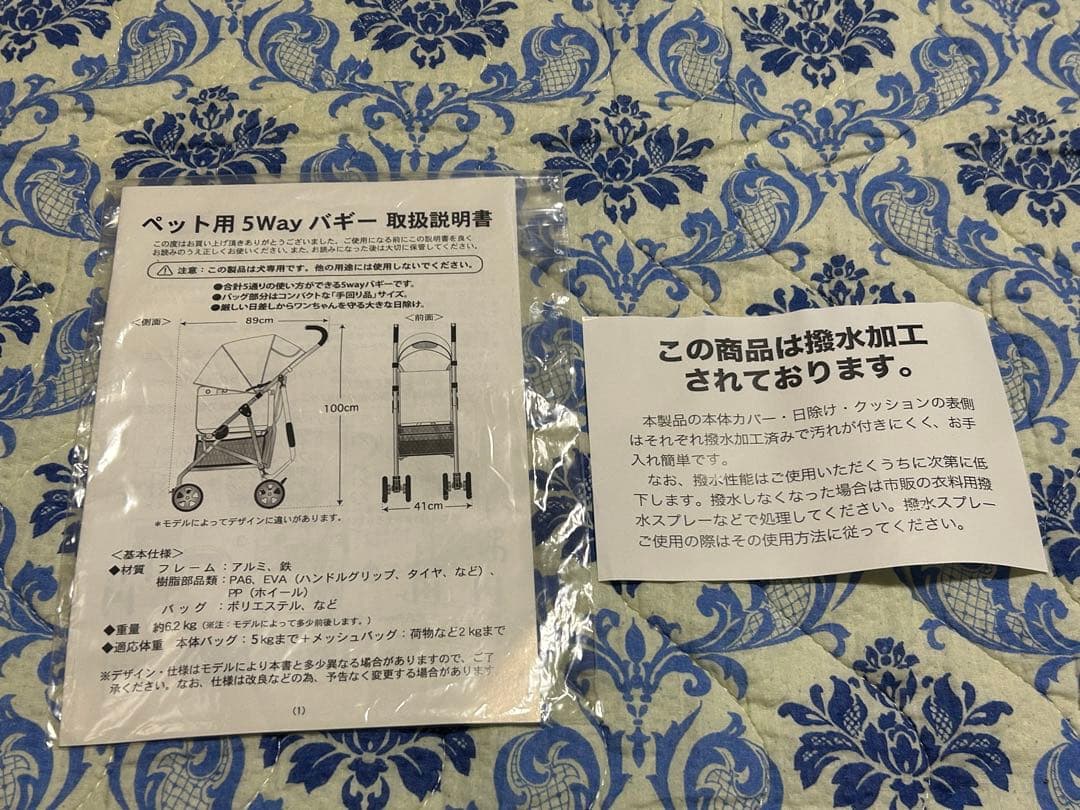 ペット用 5Way バギー 取扱説明書
この度はお買い上げ頂きありがとうございました。ご使用になる前にこの説明書を良く
お読みのうえ正しくお使いください。また、お読みになった後は大切に保管してください。
⚠ 注意:この製品は犬専用です。他の用途には使用しないでください。
●合計5通りの使い方ができる5wayバギーです。
●バッグ部分はコンパクトな「手回り品」サイズ。
●厳しい日差しからワンちゃんを守る大きな日除け。
<側面>
89cm
<前面>
100cm
41cm
*モデルによってデザインに違いがあります。
<基本仕様>
◆材質 フレーム:アルミ、鉄
樹脂部品類:PA6、EVA(ハンドルグリップ、タイヤ、など)、
PP(ホイール)
バッグ:ポリエステル、など
◆重量 約6.2kg(※注:モデルによって多少前後します。)
◆適応体重 本体バッグ:5kgまで+メッシュバッグ:荷物など2kgまで
※デザイン・仕様はモデルにより本書と多少異なる場合がありますので、ご了
承ください。なお、仕様は改良などの為、予告なく変更する場合があります
(1)
この商品は撥水加工
されております。
本製品の本体カバー・日除け・クッションの表側
はそれぞれ撥水加工済みで汚れが付きにくく、お手
入れ簡単です。
なお、撥水性能はご使用いただくうちに次第に低
下します。撥水しなくなった場合は市販の衣料用撥
水スプレーなどで処理してください。撥水スプレー
ご使用の際はその使用方法に従ってください。